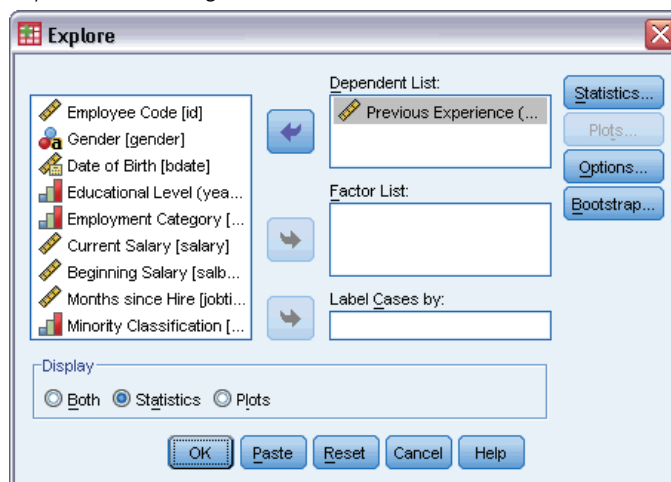 Explore
Dependent List:
Employee Code [id]
Gender [gender]
Date of Birth [bdate]
Educational Level (yea...
Employment Category [...
Current Salary [salary]
Beginning Salary [salb...
Months since Hire [jobti...
Minority Classification [...
Previous Experience (...
Factor List:
Label Cases by:
Statistics...
Plots...
Options...
Bootstrap...
Display
Both Statistics Plots
OK Paste Reset Cancel Help